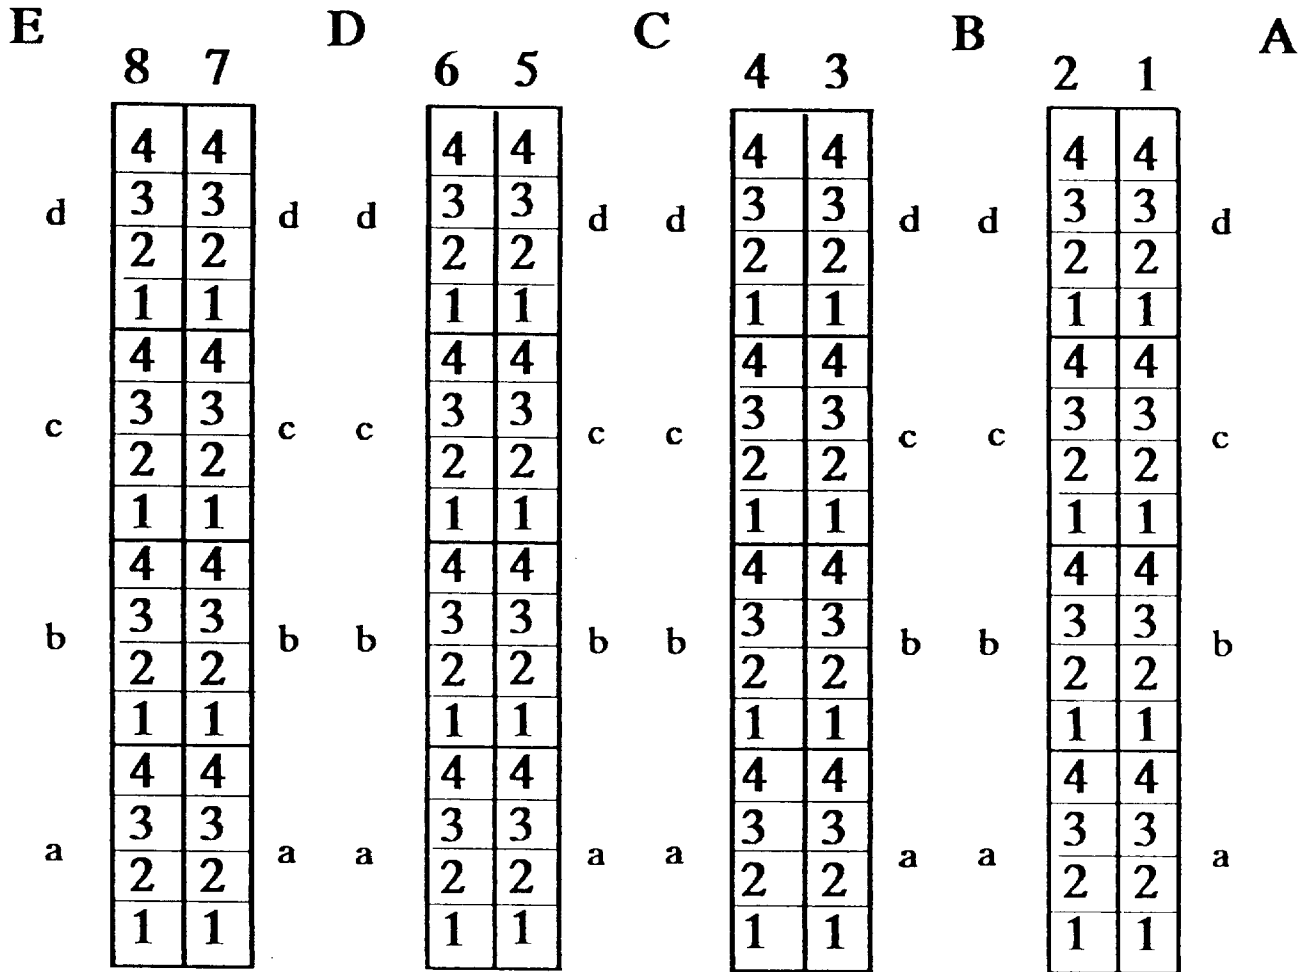 E D C B A
8 7 6 5 4 3 2 1
4 4 4 4 4 4 4 4
d 3 3 d d 3 3 d d 3 3 d d 3 3 d
2 2 2 2 2 2 2 2
1 1 1 1 1 1 1 1
4 4 4 4 4 4 4 4
c 3 3 c c 3 3 c c 3 3 c c 3 3 c
2 2 2 2 2 2 2 2
1 1 1 1 1 1 1 1
4 4 4 4 4 4 4 4
b 3 3 b b 3 3 b b 3 3 b b 3 3 b
2 2 2 2 2 2 2 2
1 1 1 1 1 1 1 1
4 4 4 4 4 4 4 4
a 3 3 a a 3 3 a a 3 3 a a 3 3 a
2 2 2 2 2 2 2 2
1 1 1 1 1 1 1 1